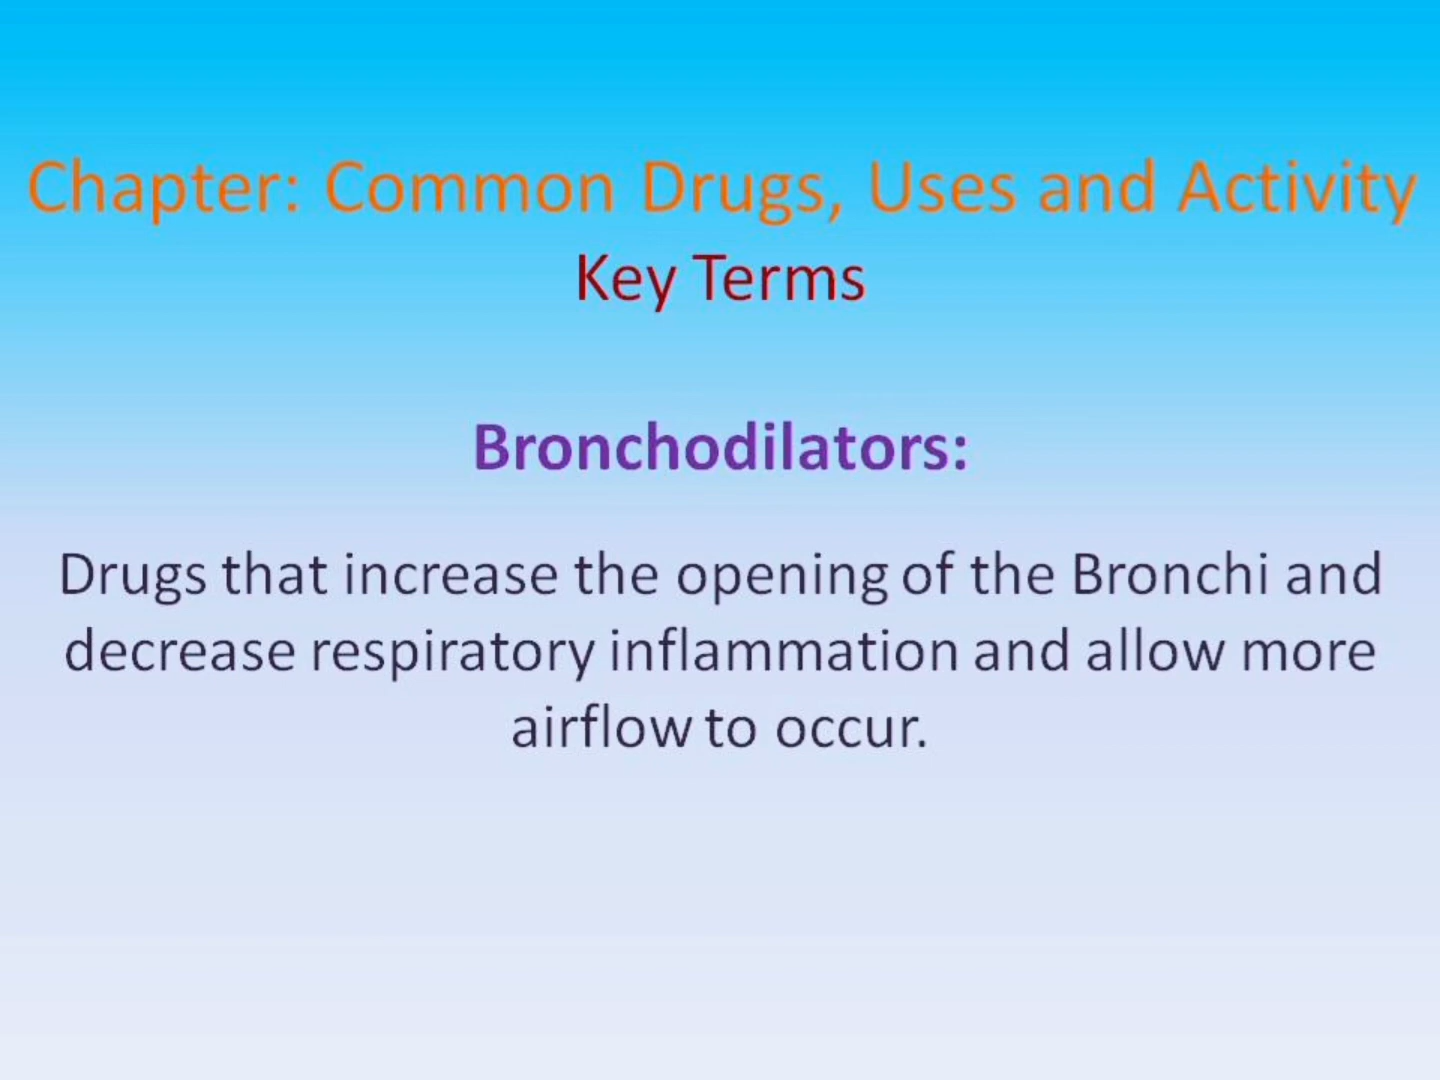 Chapter: Common Drugs, Uses and Activity
Key Terms
Bronchodilators:
Drugs that increase the opening of the Bronchi and
decrease respiratory inflammation and allow more
airflow to occur.